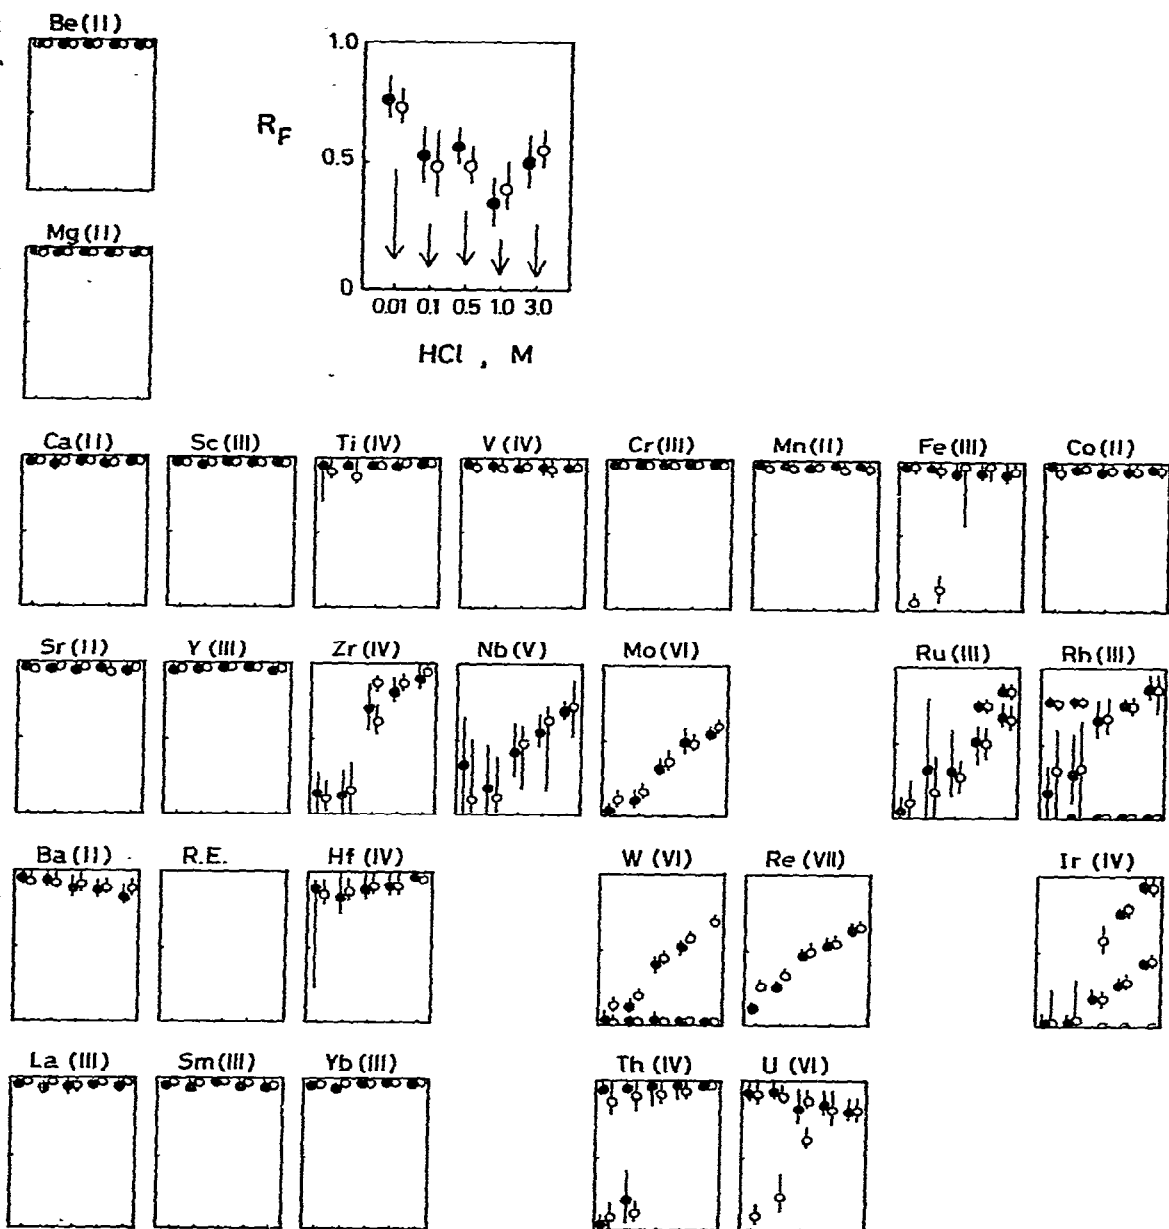 Be(II)
1.0
RF
0.5
0
0.01 0.1 0.5 1.0 3.0
HCl , M
Mg(II)
Ca(II) Sc(III) Ti(IV) V(IV) Cr(III) Mn(II) Fe(III) Co(II)
Sr(II) Y(III) Zr(IV) Nb(V) Mo(VI) Ru(III) Rh(III)
Ba(II) R.E. Hf(IV) W(VI) Re(VII) Ir(IV)
La(III) Sm(III) Yb(III) Th(IV) U(VI)